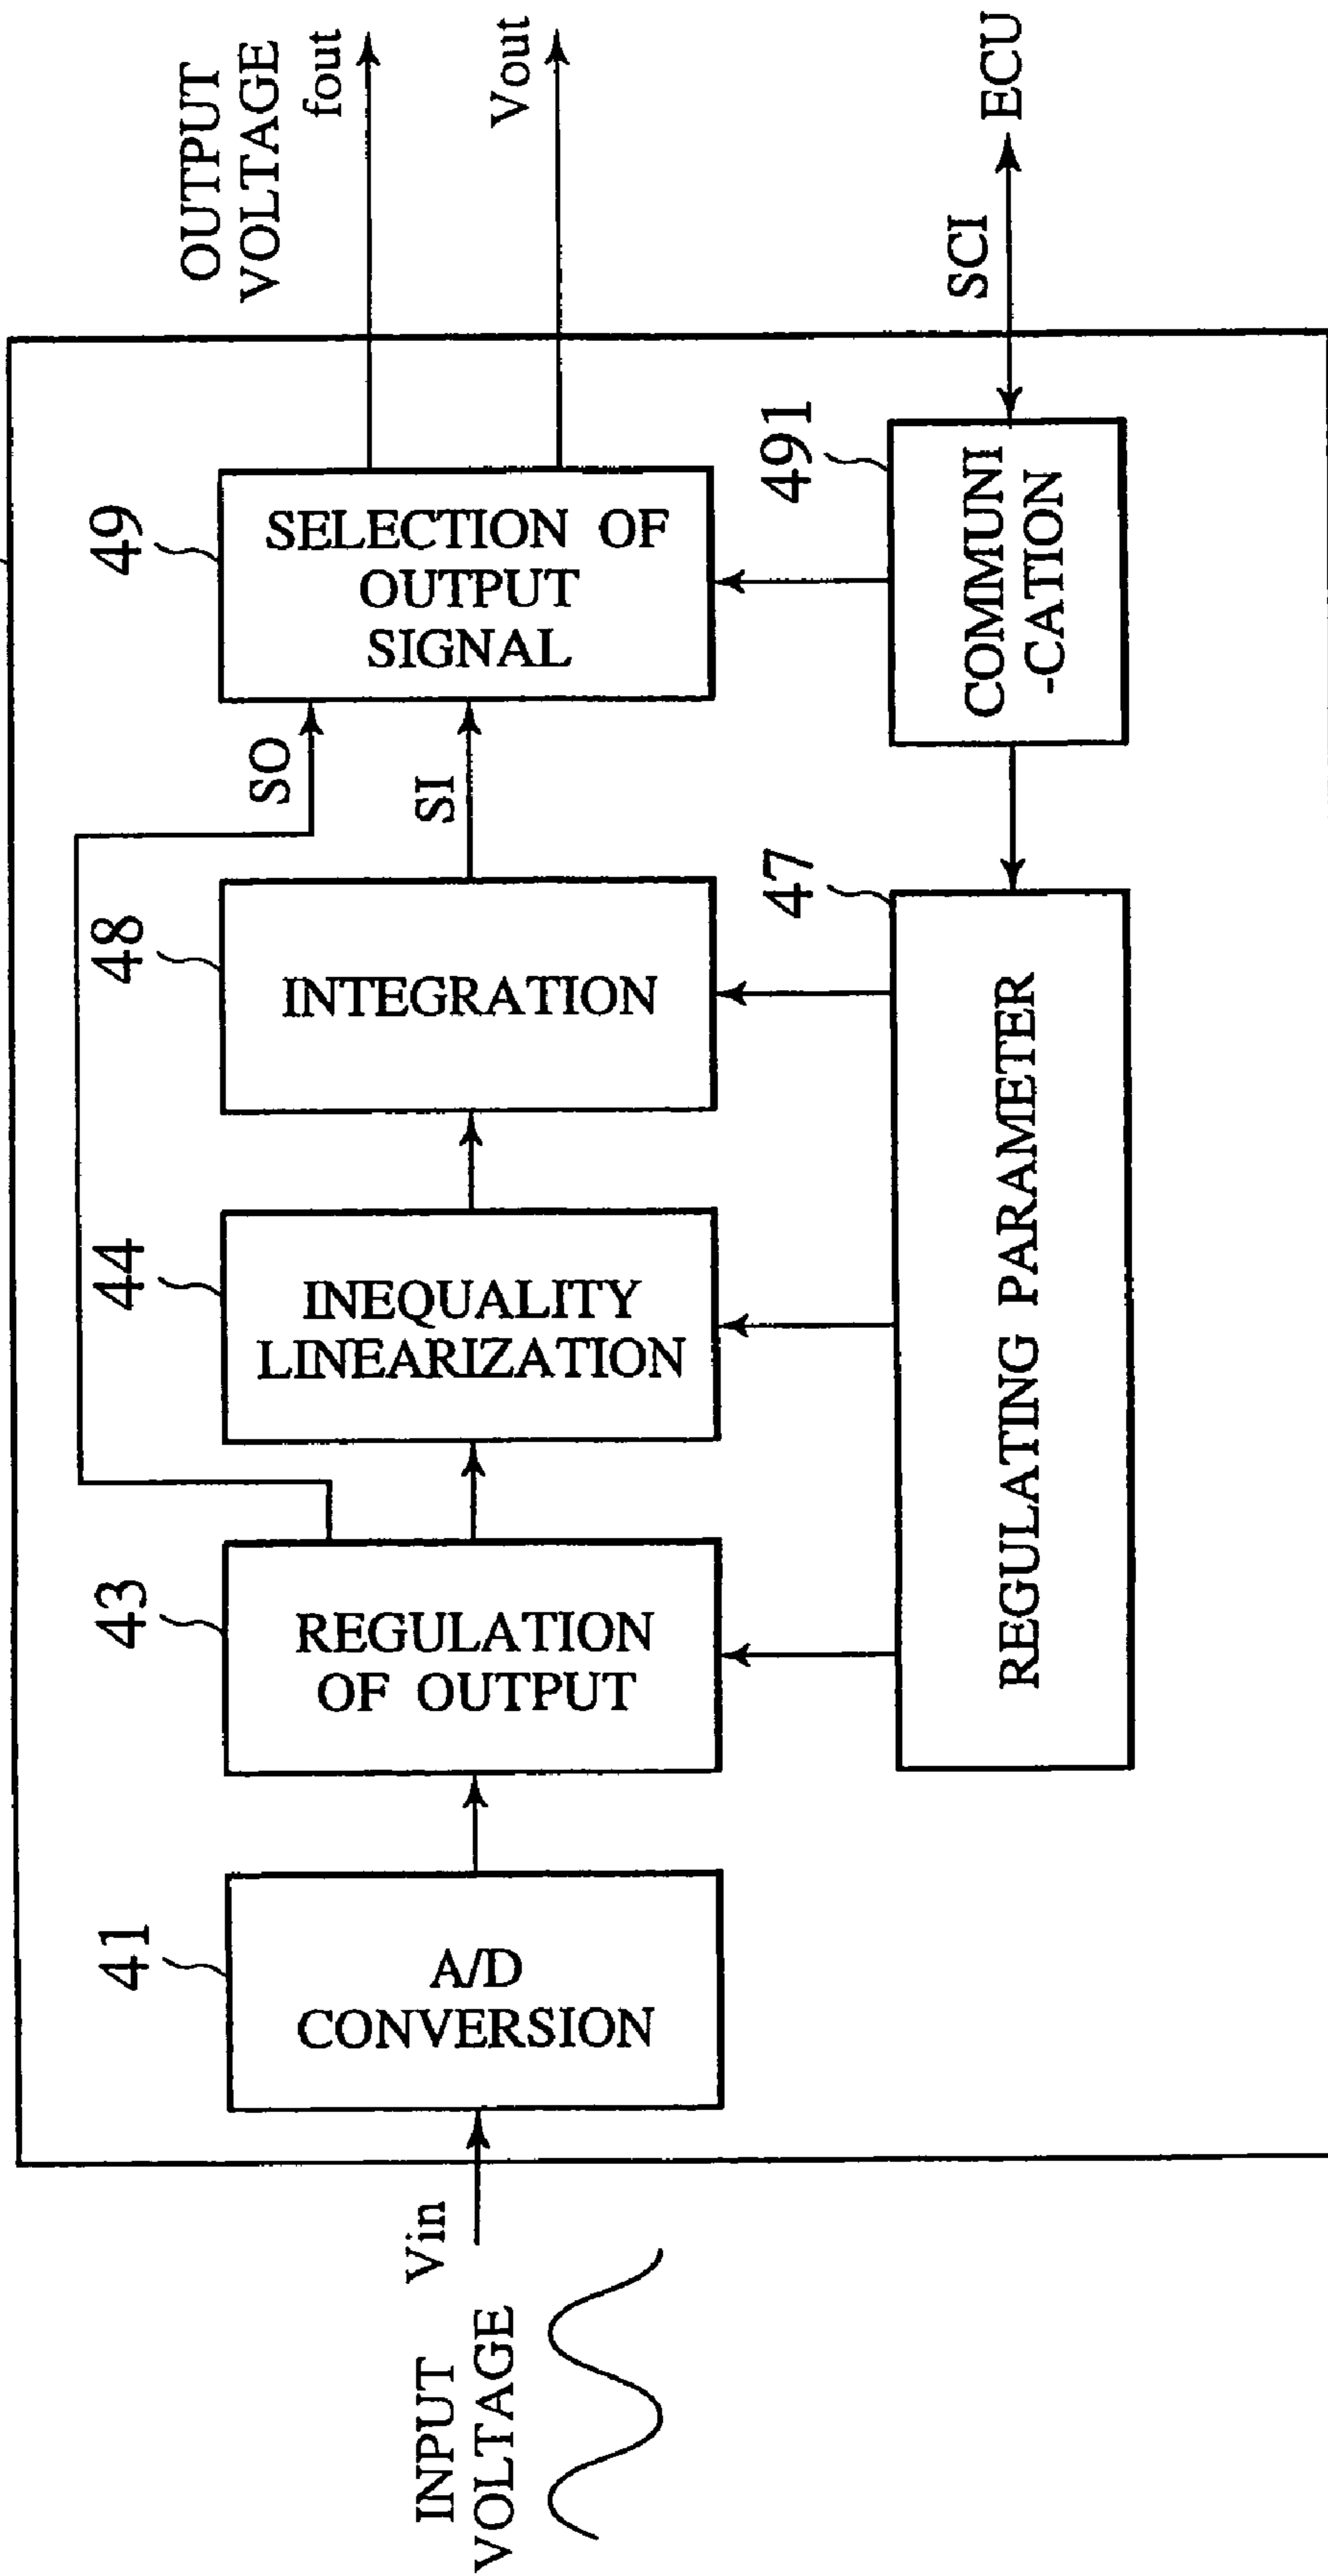 INPUT
VOLTAGE
Vin
41
A/D
CONVERSION
43
REGULATION
OF OUTPUT
44
INEQUALITY
LINEARIZATION
48
INTEGRATION
SO
SI
49
SELECTION OF
OUTPUT
SIGNAL
OUTPUT
VOLTAGE
fout
Vout
47
REGULATING PARAMETER
491
COMMUNI
-CATION
SCI
ECU